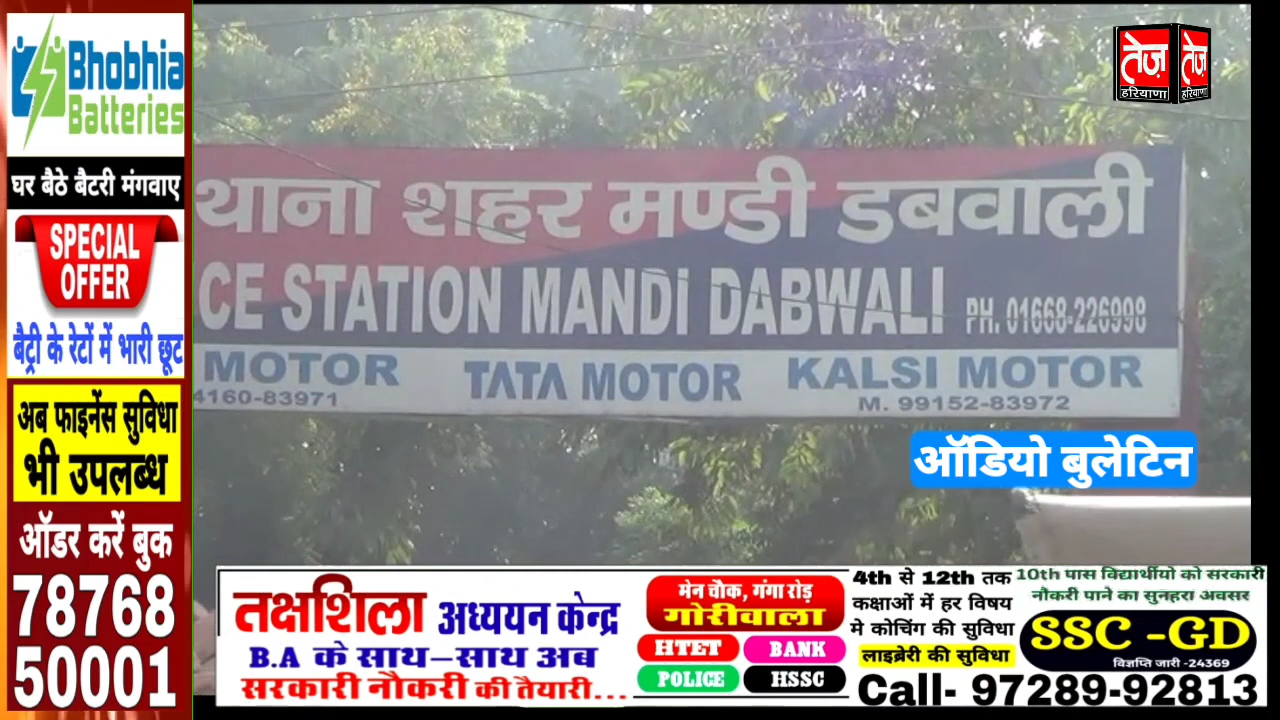 Bhobhia
Batteries
घर बैठे बैटरी मंगवाए
SPECIAL
OFFER
बैट्री के रेटों में भारी छूट
अब फाइनेंस सुविधा
भी उपलब्ध
ऑडर करें बुक
78768
50001
तेज़
हरियाणा
तेज़
हरियाणा
थाना शहर मण्डी डबवाली
CE STATION MANDI DABWALI PH. 01668-226998
MOTOR TATA MOTOR KALSI MOTOR
4160-83971 M. 99152-83972
ऑडियो बुलेटिन
तक्षशिला अध्ययन केन्द्र
B.A के साथ-साथ अब
सरकारी नौकरी की तैयारी...
मेन चौक, गंगा रोड़
गोरीवाला
HTET BANK
POLICE HSSC
4th से 12th तक
कक्षाओं में हर विषय
मे कोचिंग की सुविधा
लाइब्रेरी की सुविधा
10th पास विद्यार्थीयो को सरकारी
नौकरी पाने का सुनहरा अवसर
SSC -GD
विज्ञप्ति जारी -24369
Call- 97289-92813